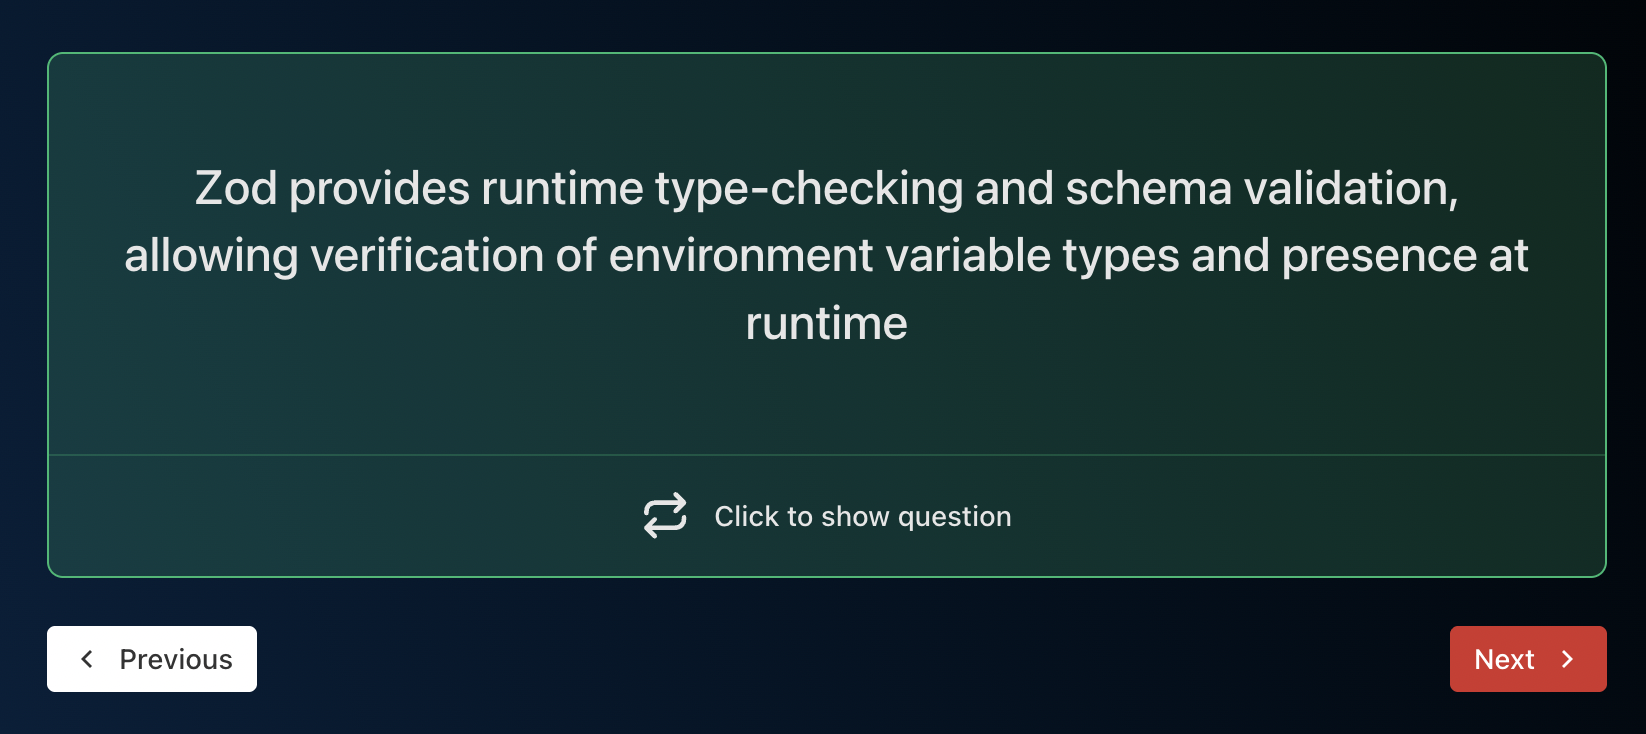 Zod provides runtime type-checking and schema validation,
allowing verification of environment variable types and presence at
runtime
Click to show question
Previous
Next